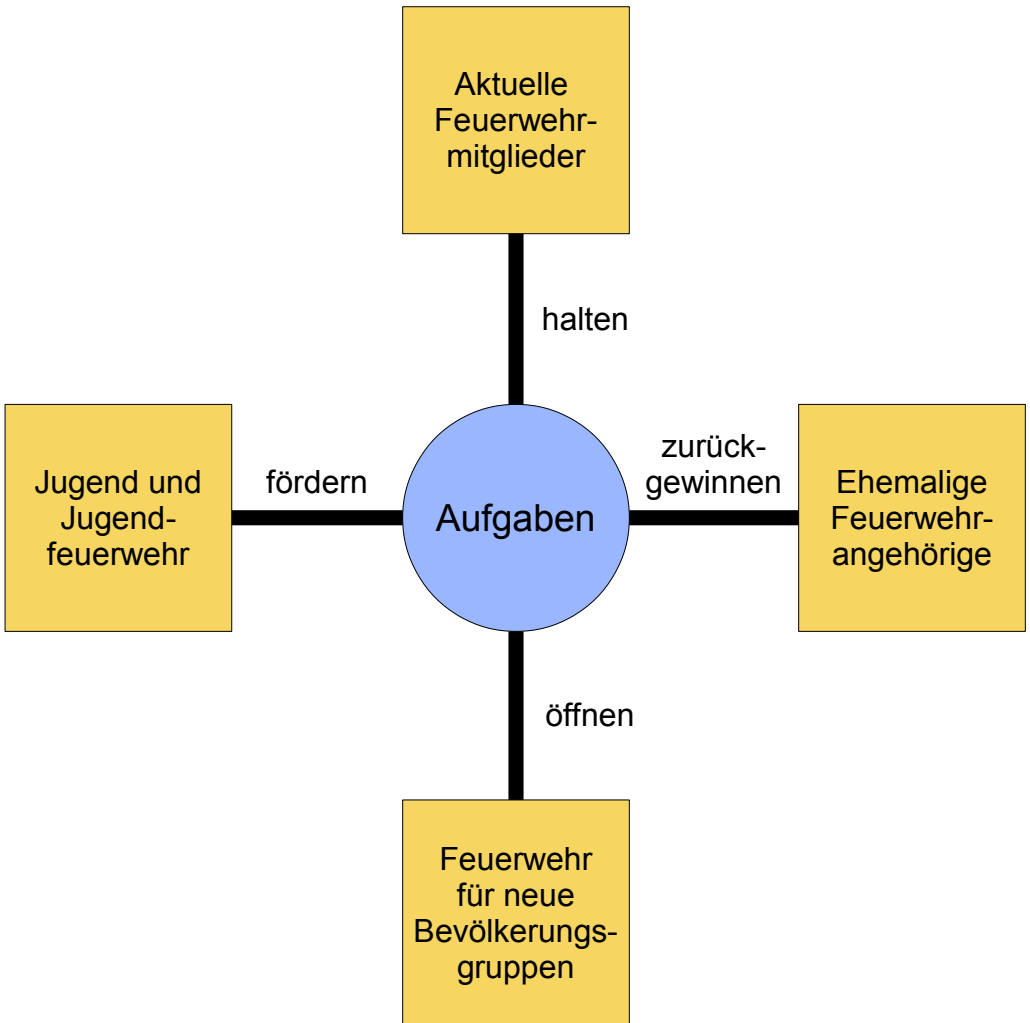 Aktuelle
Feuerwehr-
mitglieder
halten
Jugend und
Jugend-
feuerwehr
fördern
Aufgaben
zurück-
gewinnen
Ehemalige
Feuerwehr-
angehörige
öffnen
Feuerwehr
für neue
Bevölkerungs-
gruppen